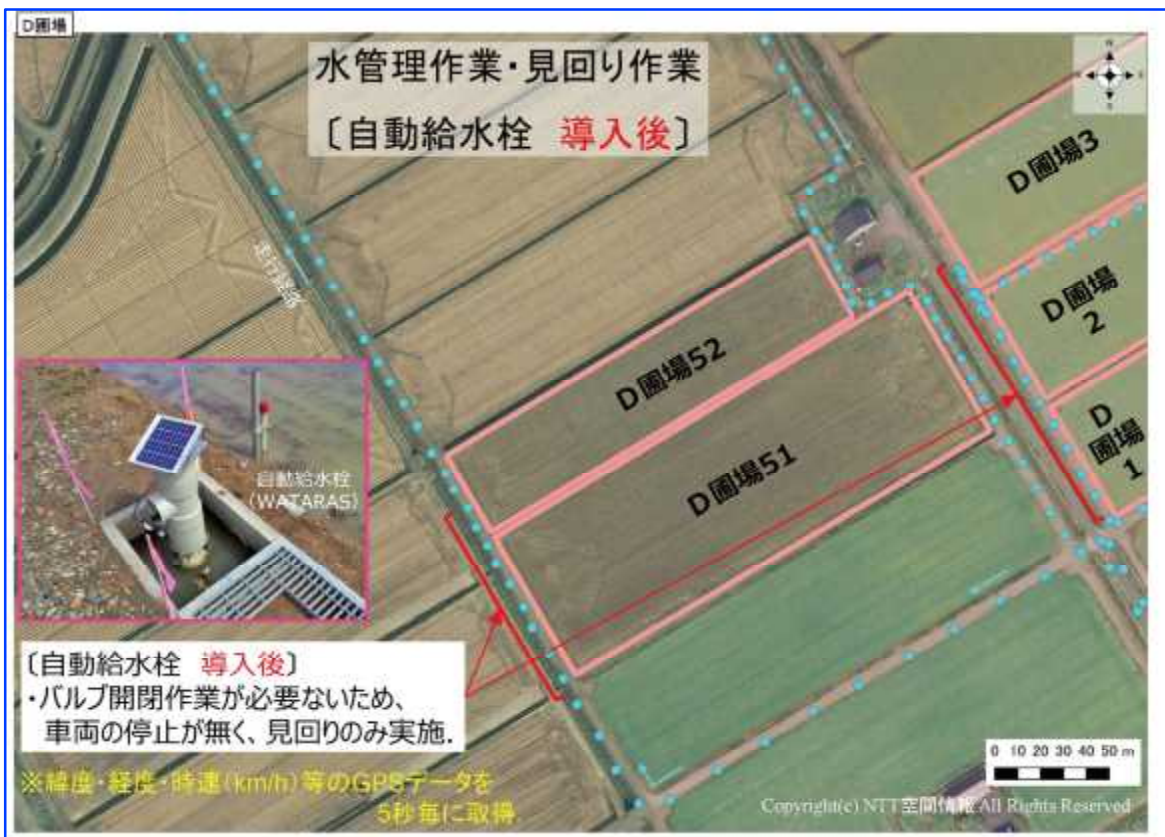 D圃場
水管理作業・見回り作業
〔自動給水栓 導入後〕
N
D圃場3
D圃場
2
D
圃場
1
D圃場52
D圃場51
走行経路
自動給水栓
(WATARAS)
〔自動給水栓 導入後〕
・バルブ開閉作業が必要ないため、
車両の停止が無く、見回りのみ実施.
※緯度・経度・時速(km/h)等のGPSデータを
5秒毎に取得.
0 10 20 30 40 50 m
Copyright(c) NTT空間情報 All Rights Reserved